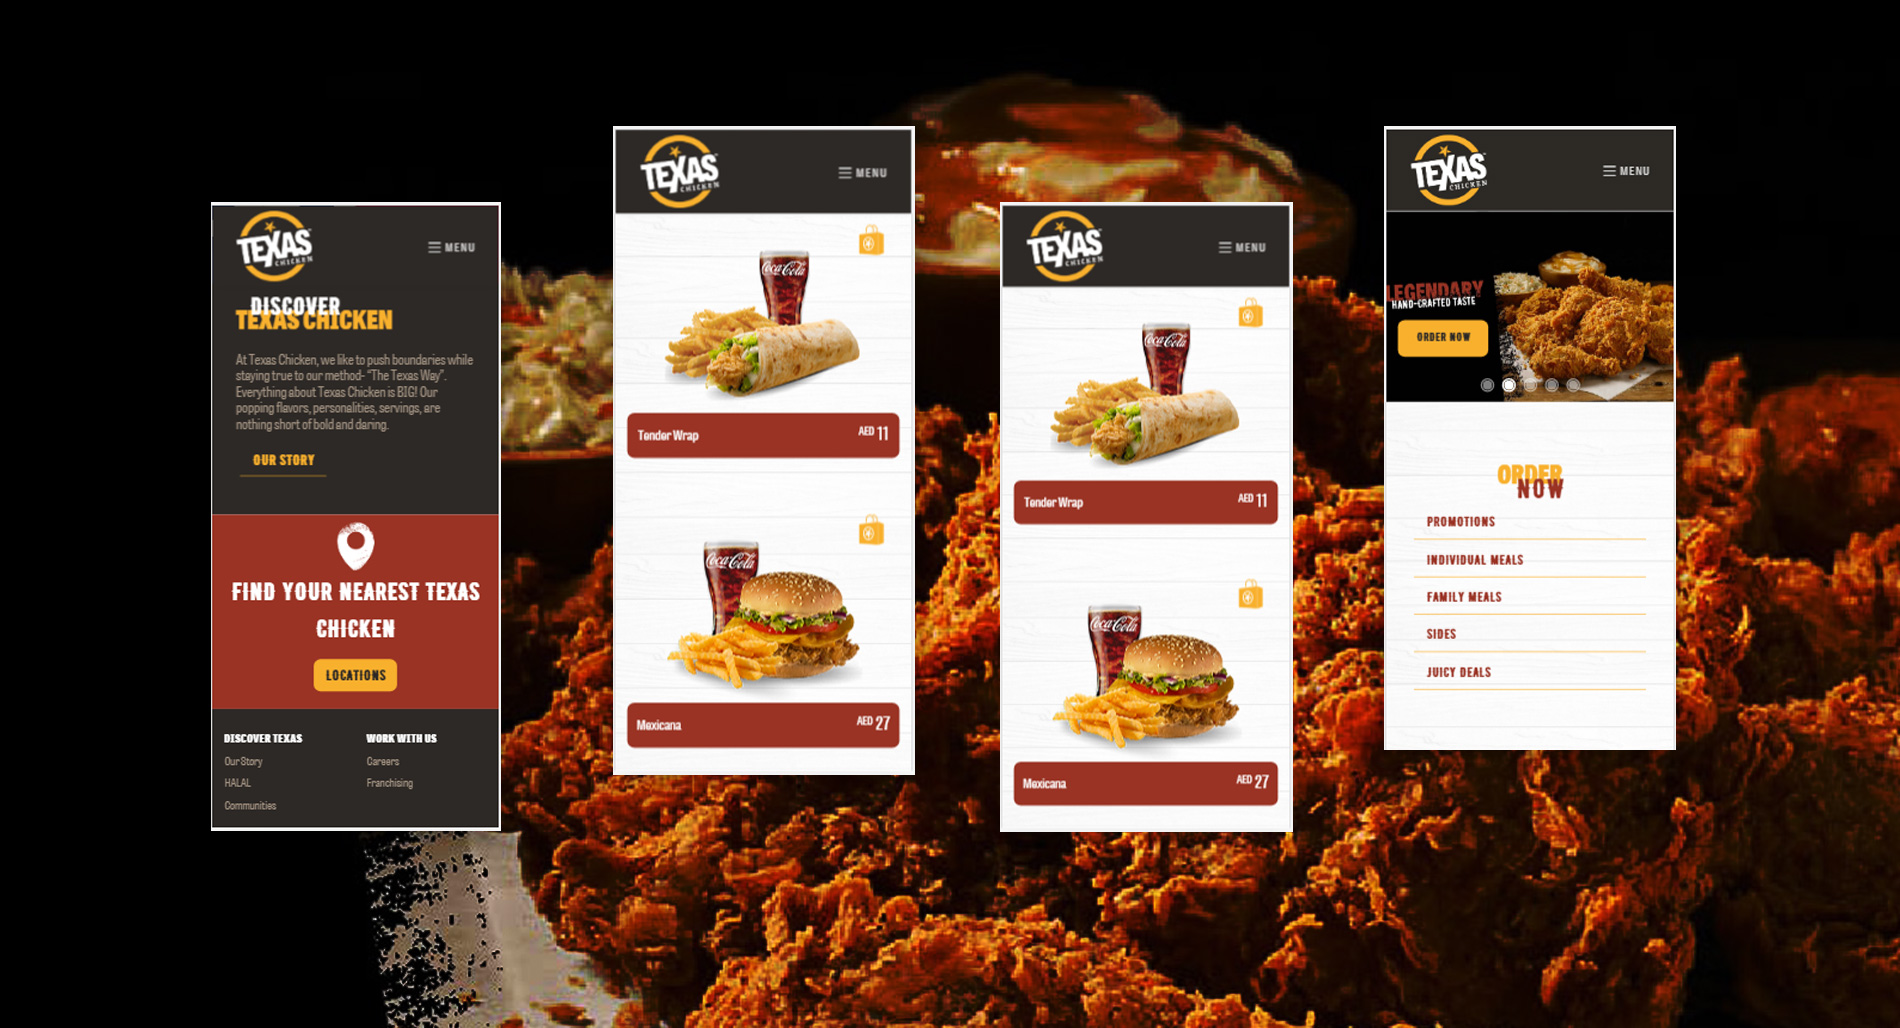 TEXAS
CHICKEN
MENU
DISCOVER
TEXAS CHICKEN
At Texas Chicken, we like to push boundaries while
staying true to our method- “The Texas Way”.
Everything about Texas Chicken is BIG! Our
popping flavors, personalities, servings, are
nothing short of bold and daring.
OUR STORY
FIND YOUR NEAREST TEXAS
CHICKEN
LOCATIONS
DISCOVER TEXAS
Our Story
HALAL
Communities
WORK WITH US
Careers
Franchising
TEXAS
CHICKEN
MENU
Coca-Cola
Tender Wrap AED 11
Coca-Cola
Mexicana AED 27
TEXAS
CHICKEN
MENU
Coca-Cola
Tender Wrap AED 11
Coca-Cola
Mexicana AED 27
TEXAS
CHICKEN
MENU
LEGENDARY
HAND-CRAFTED TASTE
ORDER NOW
ORDER
NOW
PROMOTIONS
INDIVIDUAL MEALS
FAMILY MEALS
SIDES
JUICY DEALS